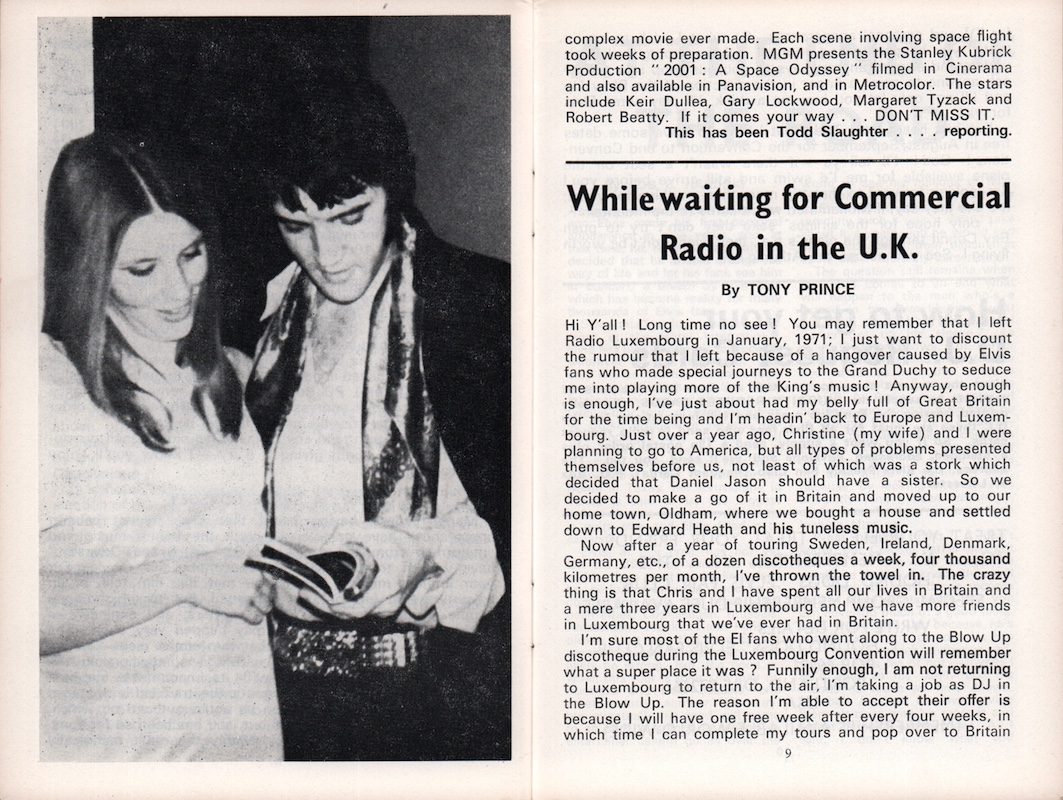 complex movie ever made. Each scene involving space flight
took weeks of preparation. MGM presents the Stanley Kubrick
Production "2001 : A Space Odyssey" filmed in Cinerama
and also available in Panavision, and in Metrocolor. The stars
include Keir Dullea, Gary Lockwood, Margaret Tyzack and
Robert Beatty. If it comes your way . . . DON'T MISS IT.
This has been Todd Slaughter . . . . reporting.
While waiting for Commercial
Radio in the U.K.
By TONY PRINCE
Hi Y'all ! Long time no see ! You may remember that I left
Radio Luxembourg in January, 1971; I just want to discount
the rumour that I left because of a hangover caused by Elvis
fans who made special journeys to the Grand Duchy to seduce
me into playing more of the King's music ! Anyway, enough
is enough, I've just about had my belly full of Great Britain
for the time being and I'm headin' back to Europe and Luxem-
bourg. Just over a year ago, Christine (my wife) and I were
planning to go to America, but all types of problems presented
themselves before us, not least of which was a stork which
decided that Daniel Jason should have a sister. So we
decided to make a go of it in Britain and moved up to our
home town, Oldham, where we bought a house and settled
down to Edward Heath and his tuneless music.
Now after a year of touring Sweden, Ireland, Denmark,
Germany, etc., of a dozen discotheques a week, four thousand
kilometres per month, I've thrown the towel in. The crazy
thing is that Chris and I have spent all our lives in Britain and
a mere three years in Luxembourg and we have more friends
in Luxembourg that we've ever had in Britain.
I'm sure most of the El fans who went along to the Blow Up
discotheque during the Luxembourg Convention will remember
what a super place it was ? Funnily enough, I am not returning
to Luxembourg to return to the air, I'm taking a job as DJ in
the Blow Up. The reason I'm able to accept their offer is
because I will have one free week after every four weeks, in
which time I can complete my tours and pop over to Britain
9